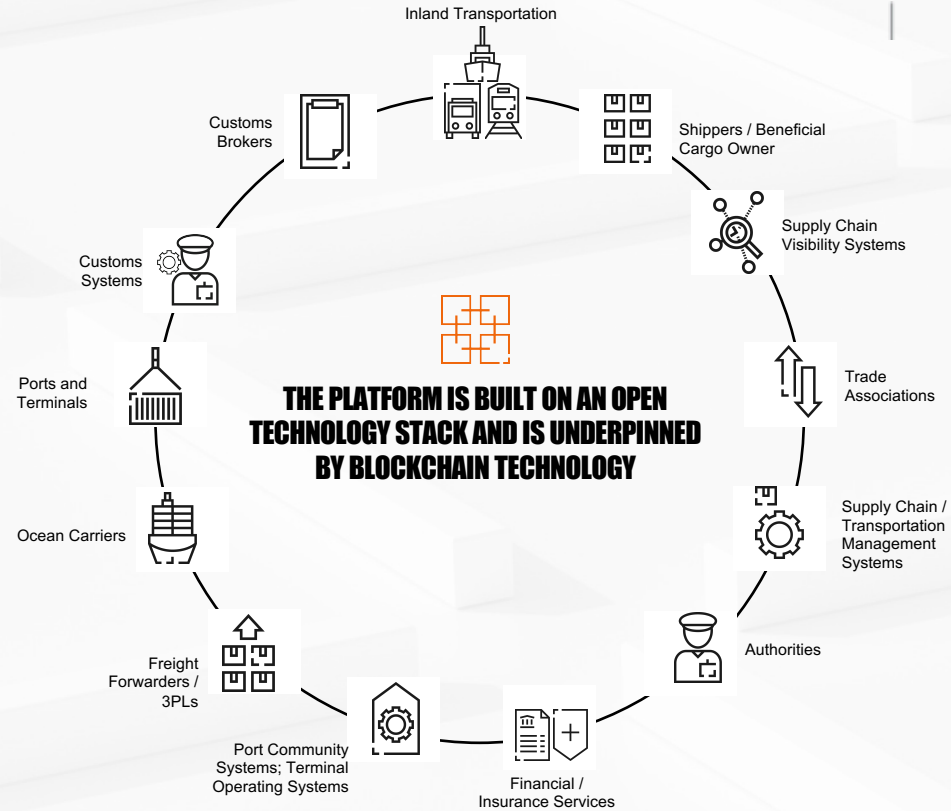 Inland Transportation
Shippers / Beneficial
Cargo Owner
Supply Chain
Visibility Systems
Trade
Associations
Supply Chain /
Transportation
Management
Systems
Authorities
Financial /
Insurance Services
Port Community
Systems; Terminal
Operating Systems
Freight
Forwarders /
3PLs
Ocean Carriers
Ports and
Terminals
Customs
Systems
Customs
Brokers
THE PLATFORM IS BUILT ON AN OPEN
TECHNOLOGY STACK AND IS UNDERPINNED
BY BLOCKCHAIN TECHNOLOGY